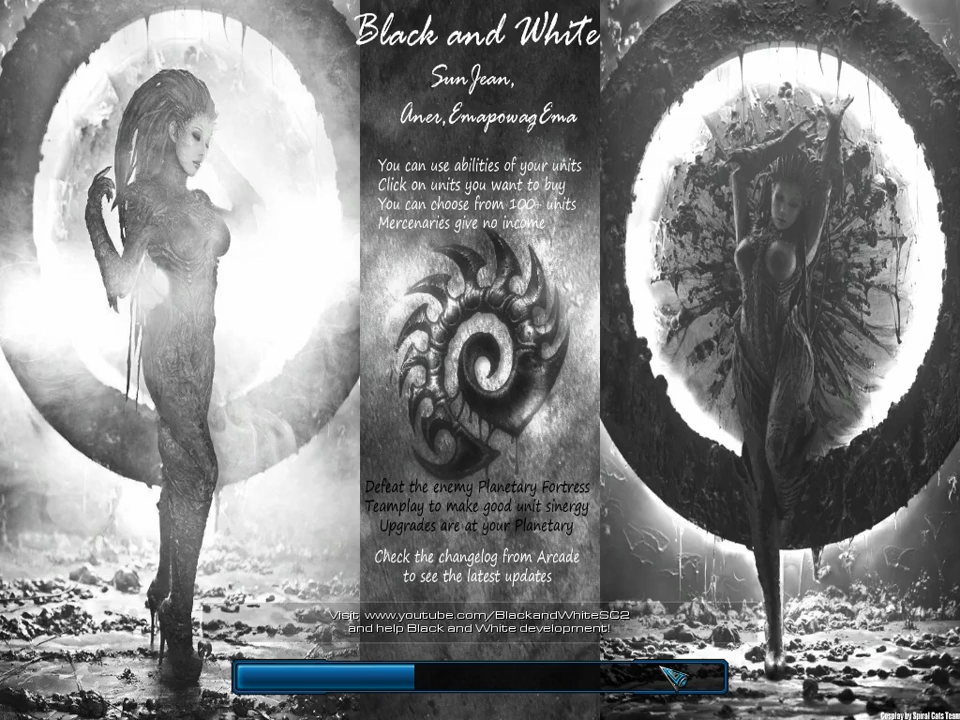 Black and White
SunJean,
Aner,EmapowagEma
You can use abilities of your units
Click on units you want to buy
You can choose from 100+ units
Mercenaries give no income
Defeat the enemy Planetary Fortress
Teamplay to make good unit sinergy
Upgrades are at your Planetary
Check the changelog from Arcade
to see the latest updates
Visit www.youtube.com/BlackandWhiteSC2
and help Black and White development!
Cosplay by Spiral Cats Team